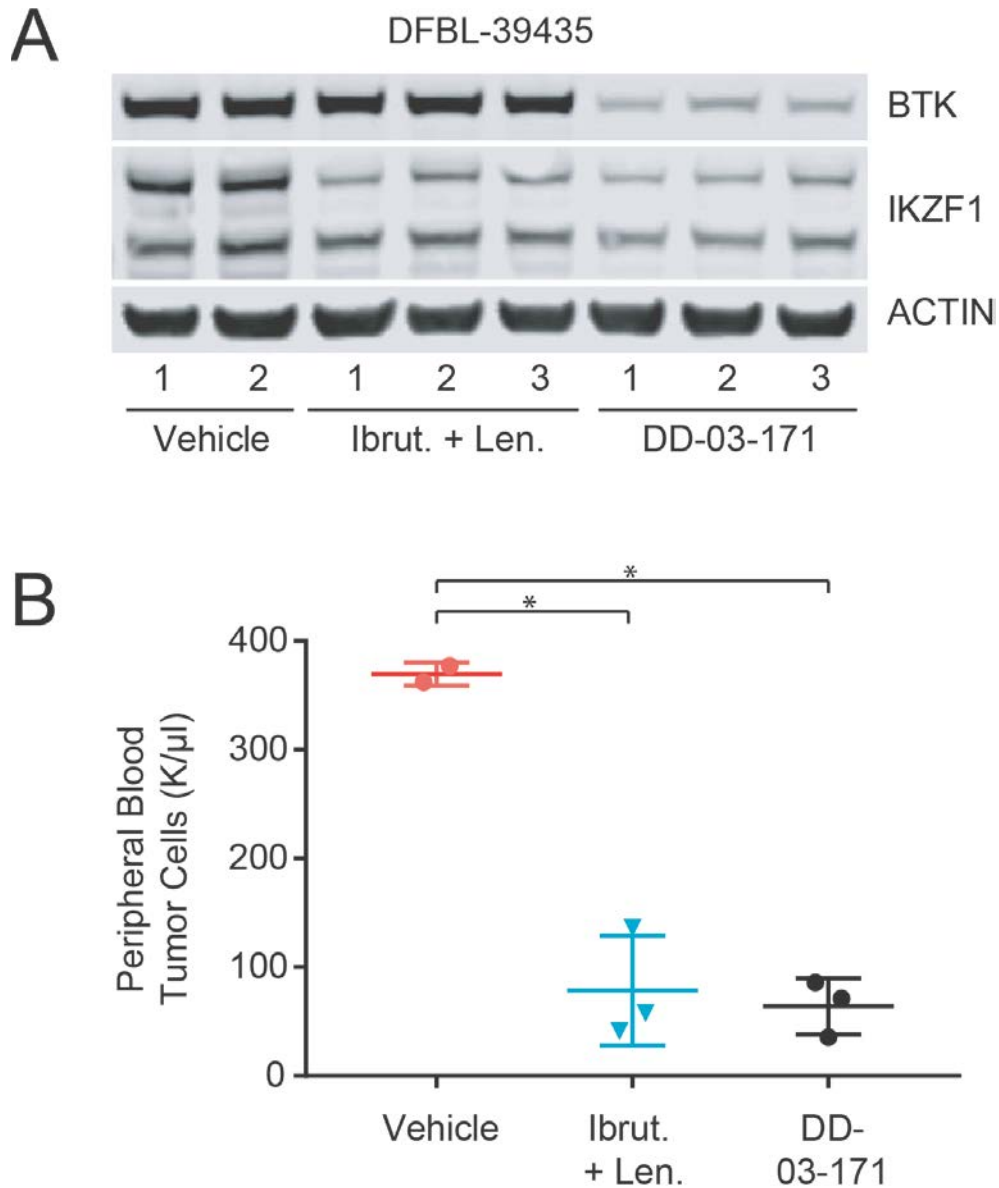 A
DFBL-39435
BTK
IKZF1
ACTIN
1 2 1 2 3 1 2 3
Vehicle Ibrut. + Len. DD-03-171
B
* 
*
400
300
200
100
0
Peripheral Blood
Tumor Cells (K/µl)
Vehicle Ibrut. DD-
+ Len. 03-171